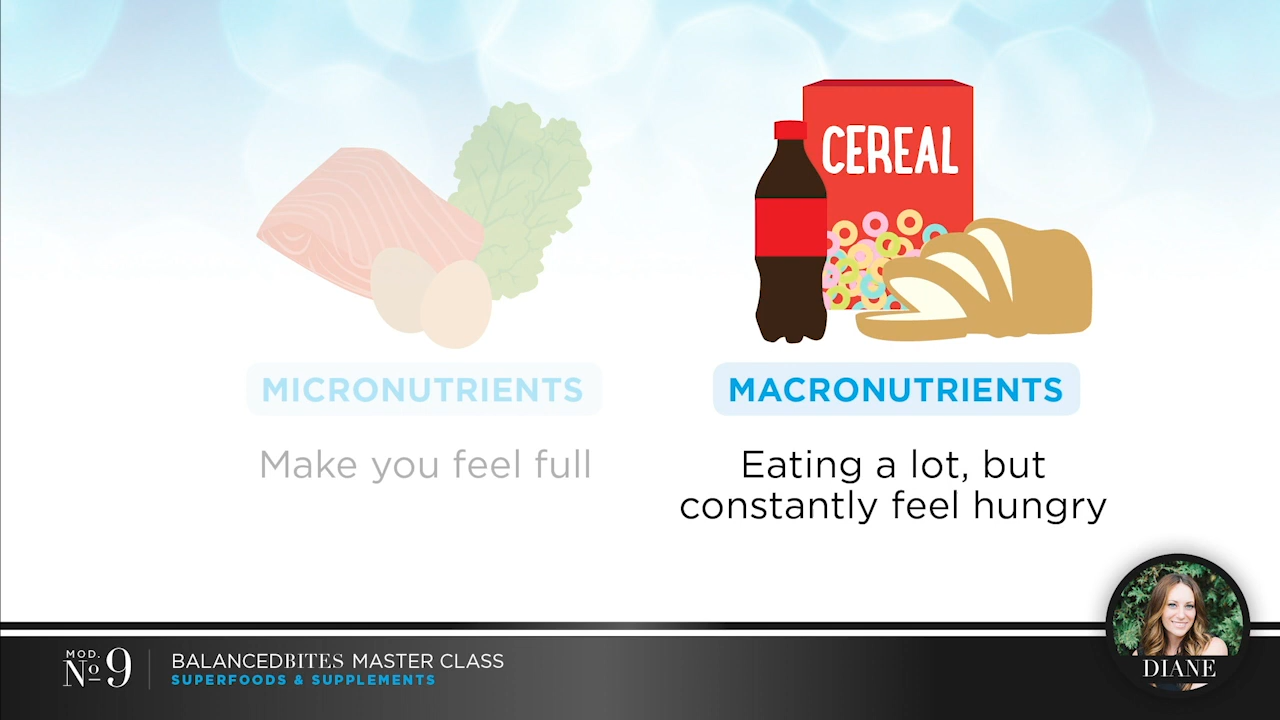 CEREAL
MICRONUTRIENTS
Make you feel full
MACRONUTRIENTS
Eating a lot, but
constantly feel hungry
MOD.
No 9
BALANCEDBITES MASTER CLASS
SUPERFOODS & SUPPLEMENTS
DIANE